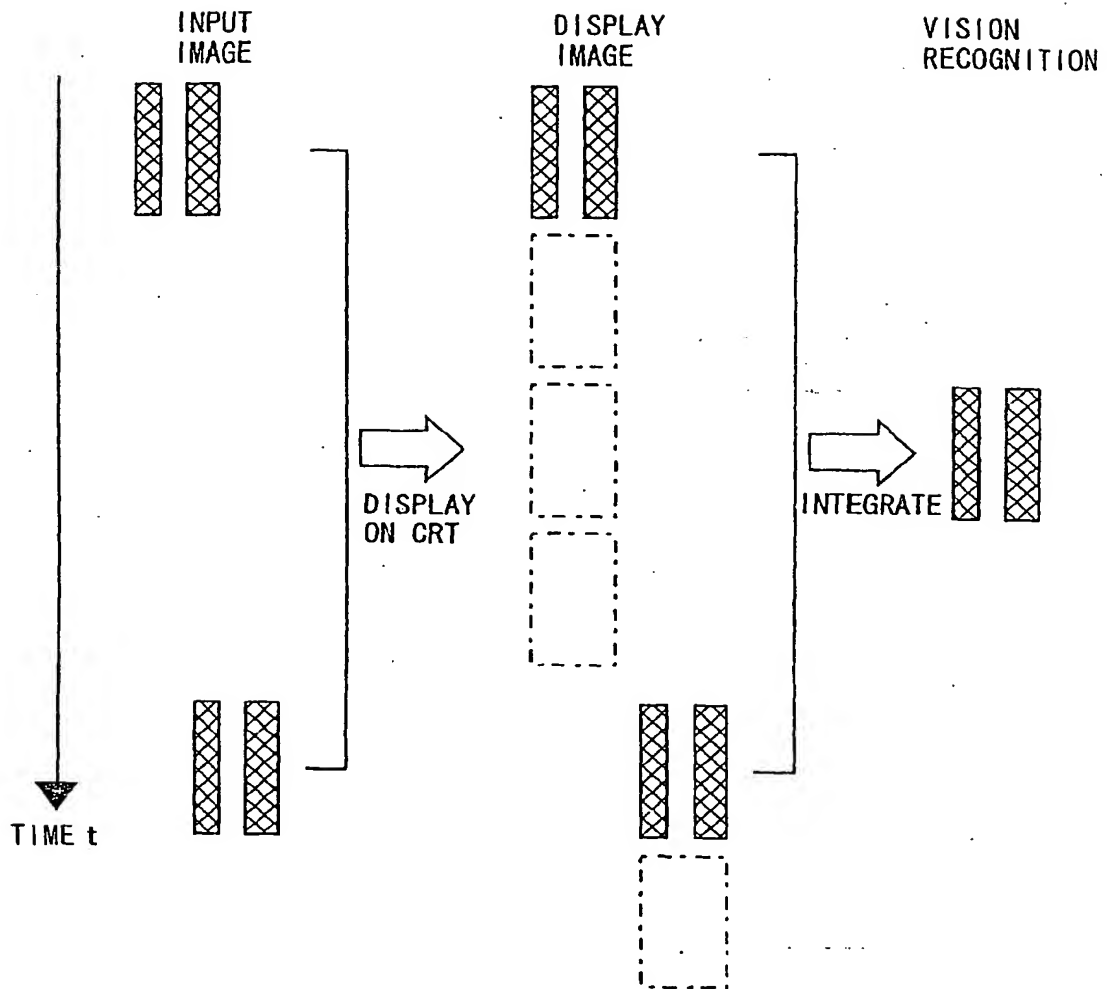 INPUT
IMAGE
DISPLAY
IMAGE
VISION
RECOGNITION
DISPLAY
ON CRT
INTEGRATE
TIME t